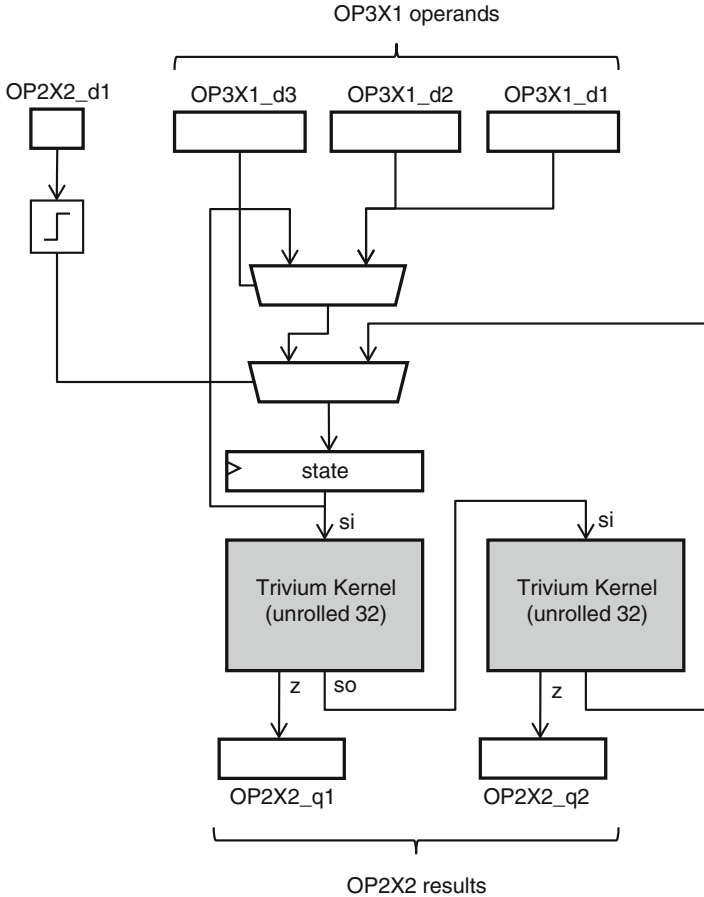 OP3X1 operands
OP2X2_d1
OP3X1_d3
OP3X1_d2
OP3X1_d1
state
si
si
Trivium Kernel
(unrolled 32)
Trivium Kernel
(unrolled 32)
z
so
z
OP2X2_q1
OP2X2_q2
OP2X2 results